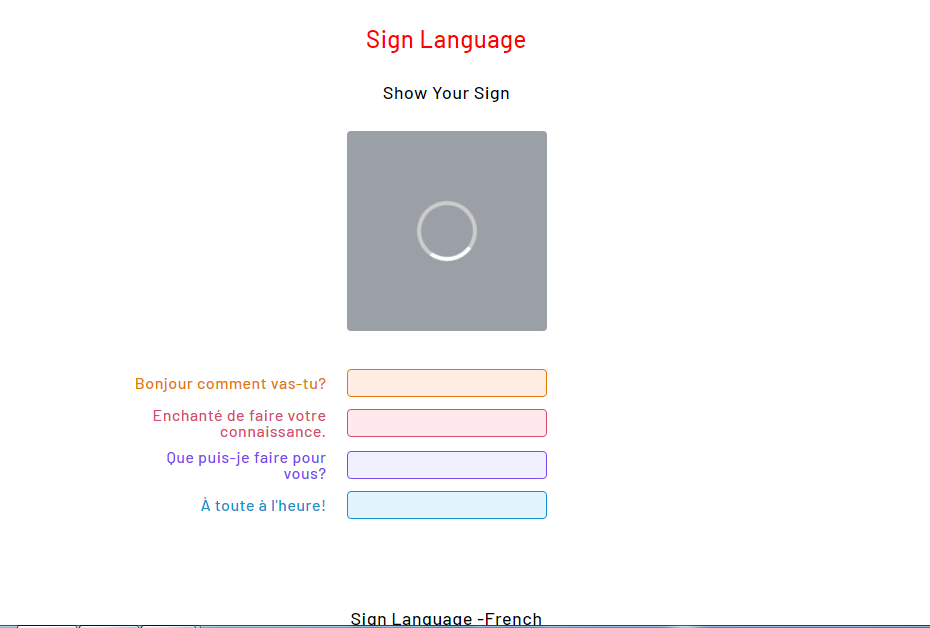 Sign Language
Show Your Sign
Bonjour comment vas-tu?
Enchanté de faire votre
connaissance.
Que puis-je faire pour
vous?
À toute à l'heure!
Sign Language -French